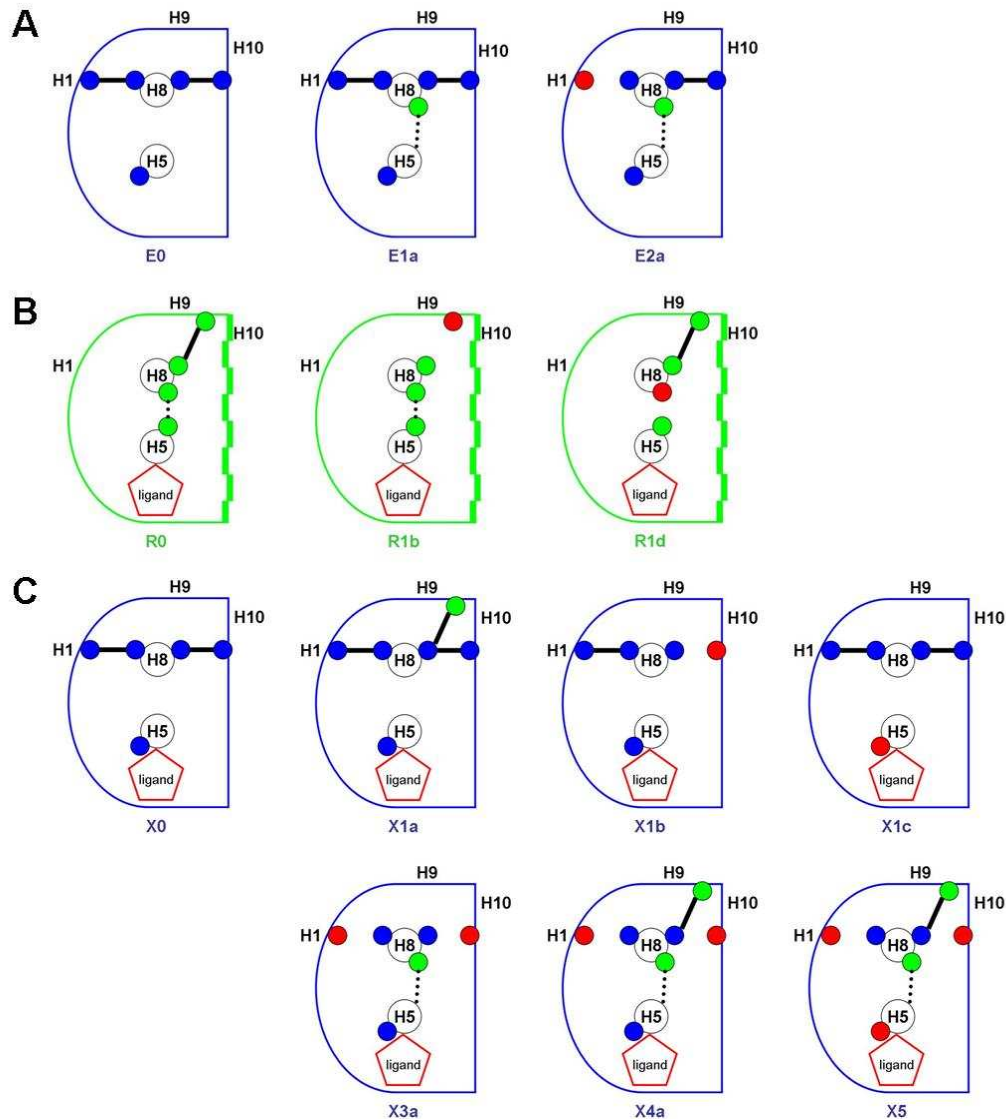 A
H9 H9 H9
H10 H10 H10
H1 H8 H1 H8 H1 H8
H5 H5 H5
E0 E1a E2a
B
H9 H9 H9
H10 H10 H10
H1 H8 H1 H8 H1 H8
H5 H5 H5
ligand ligand ligand
R0 R1b R1d
C
H9 H9 H9 H9
H10 H10 H10 H10
H1 H8 H1 H8 H1 H8 H1 H8
H5 H5 H5 H5
ligand ligand ligand ligand
X0 X1a X1b X1c
H9 H9 H9
H10 H10 H10
H1 H8 H1 H8 H1 H8
H5 H5 H5
ligand ligand ligand
X3a X4a X5